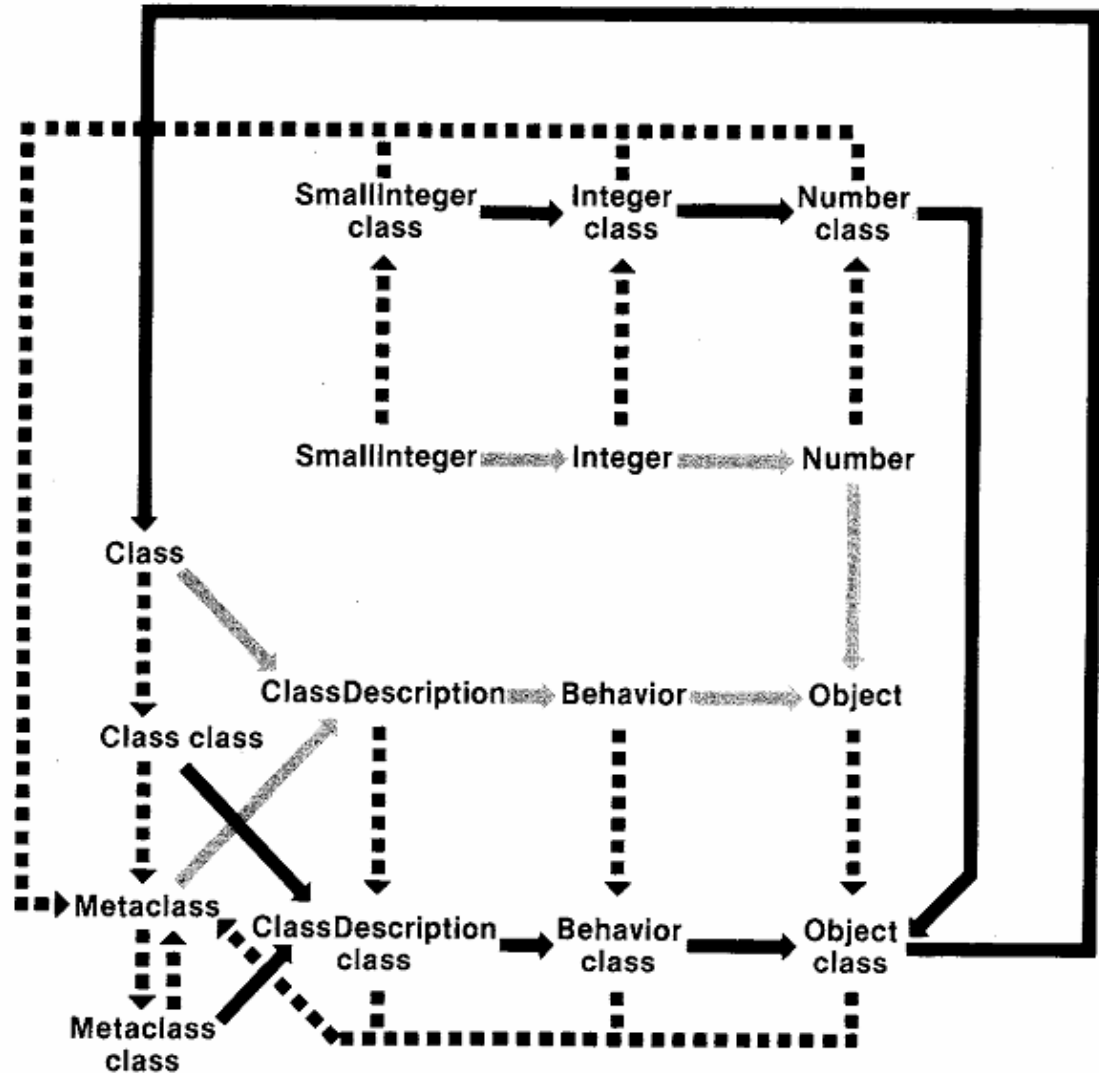 SmallInteger
class
Integer
class
Number
class
SmallInteger
Integer
Number
Class
ClassDescription
Behavior
Object
Class class
Metaclass
ClassDescription
class
Behavior
class
Object
class
Metaclass
class